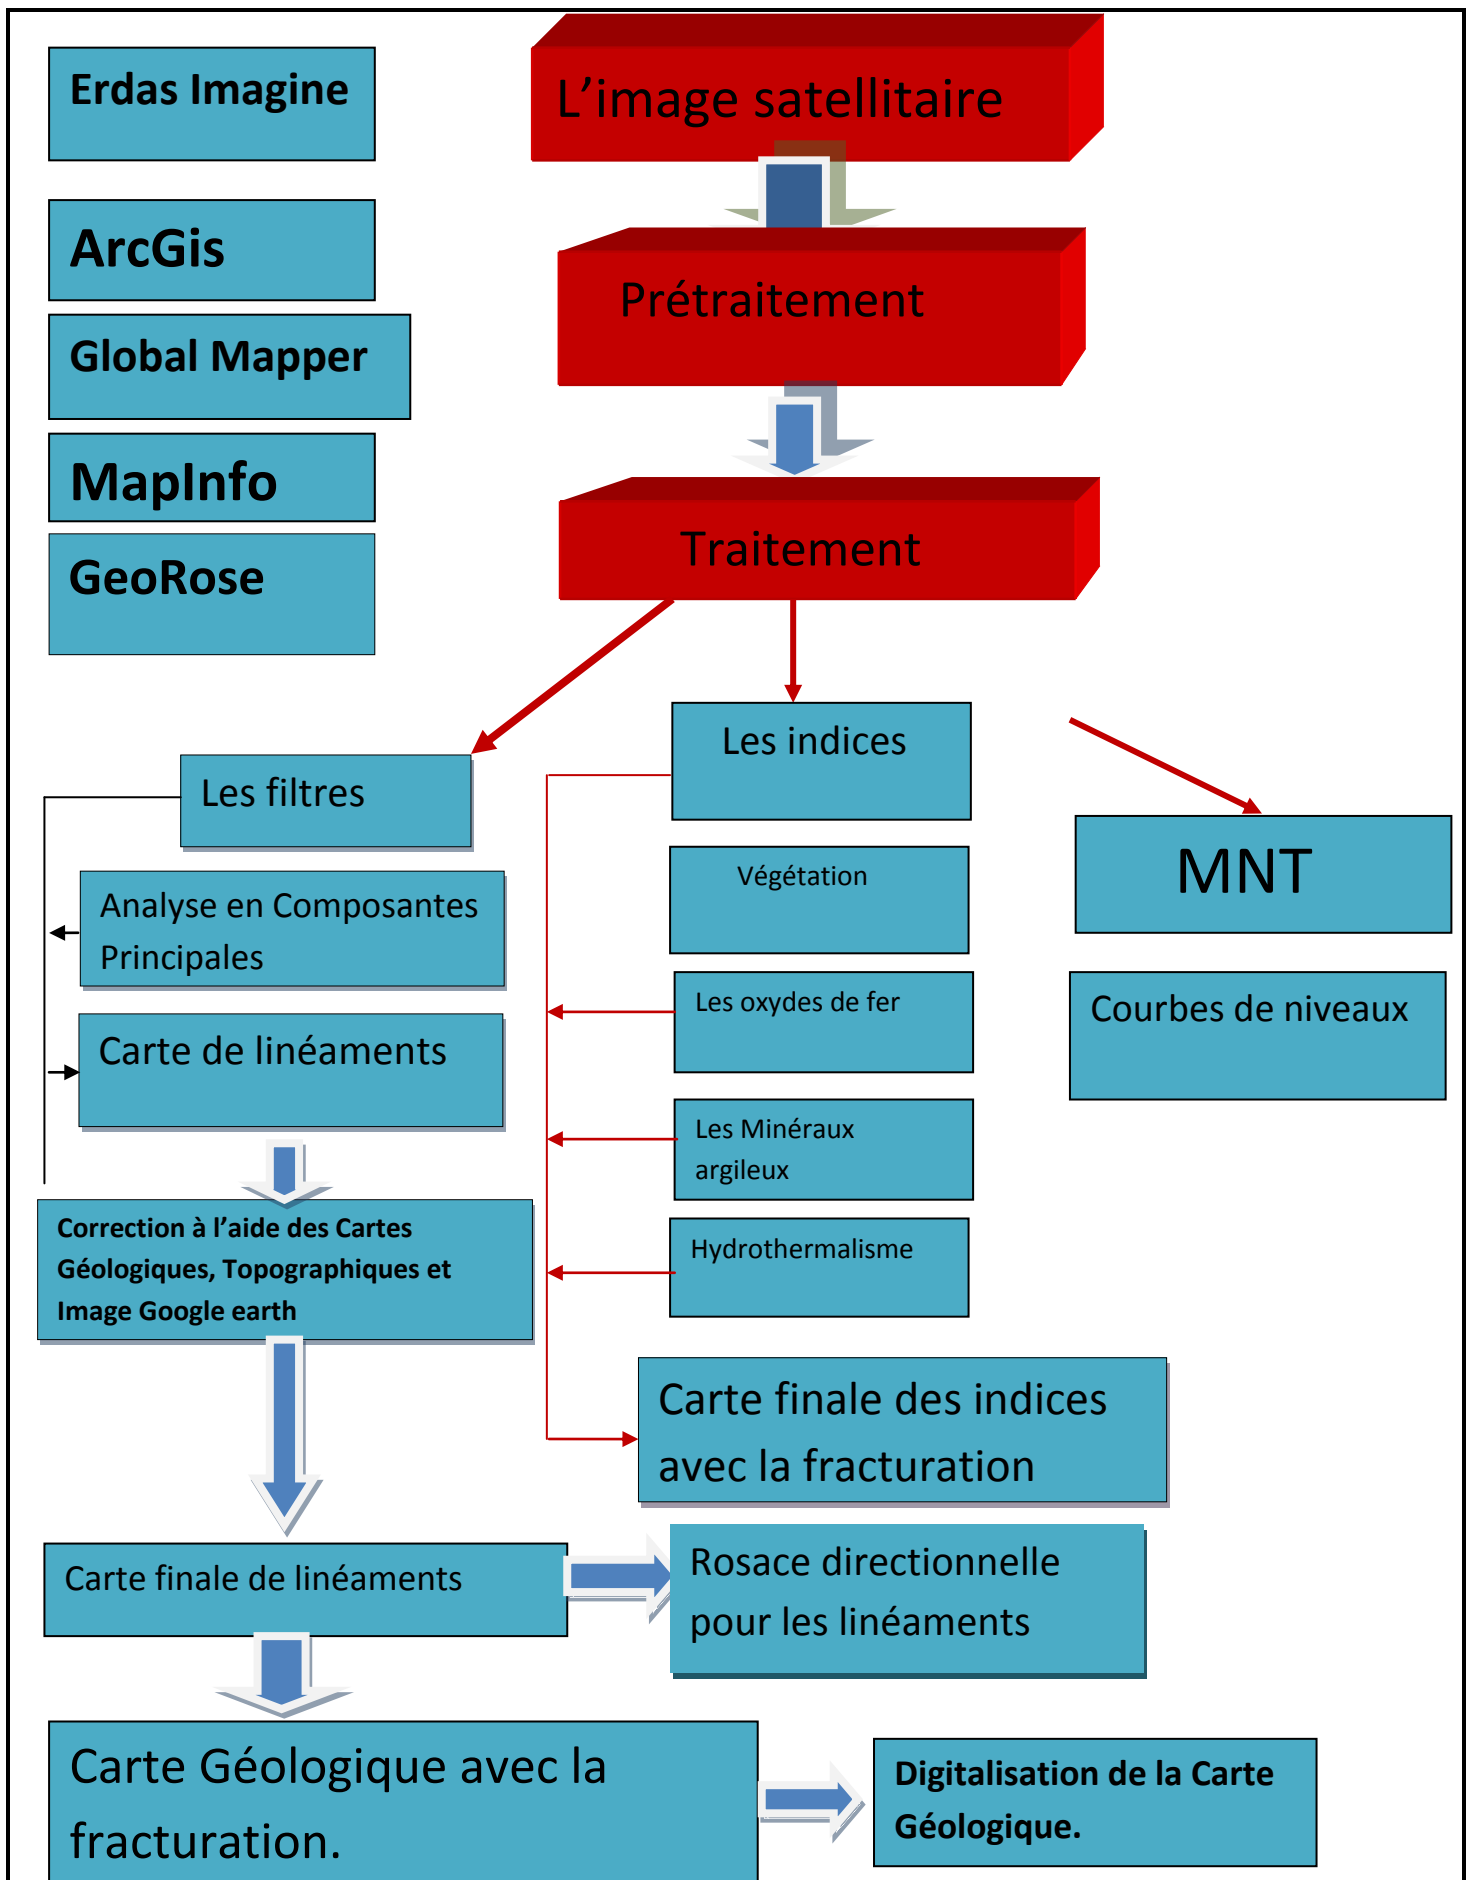 Erdas Imagine
ArcGis
Global Mapper
MapInfo
GeoRose
L’image satellitaire
Prétraitement
Traitement
Les filtres
Analyse en Composantes
Principales
Carte de linéaments
Correction à l’aide des Cartes
Géologiques, Topographiques et
Image Google earth
Les indices
Végétation
Les oxydes de fer
Les Minéraux
argileux
Hydrothermalisme
Carte finale des indices
avec la fracturation
MNT
Courbes de niveaux
Carte finale de linéaments
Rosace directionnelle
pour les linéaments
Carte Géologique avec la
fracturation.
Digitalisation de la Carte
Géologique.